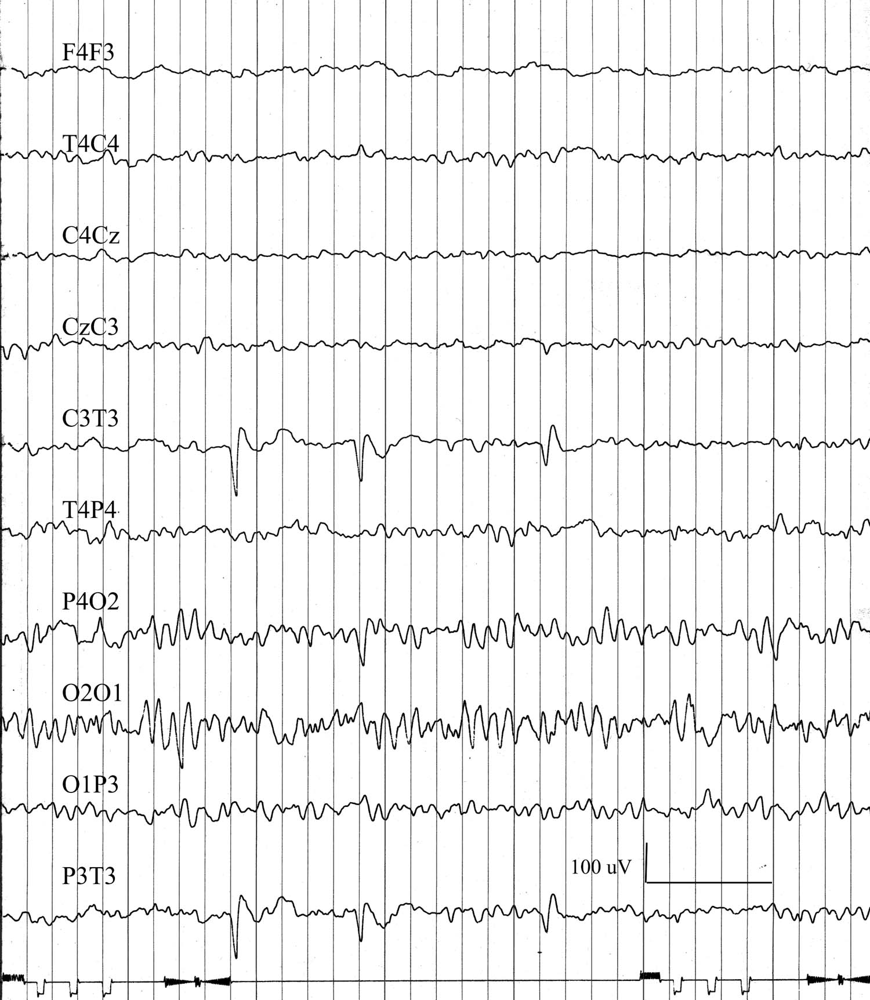 F4F3
T4C4
C4Cz
CzC3
C3T3
T4P4
P4O2
O2O1
O1P3
100 uV
P3T3